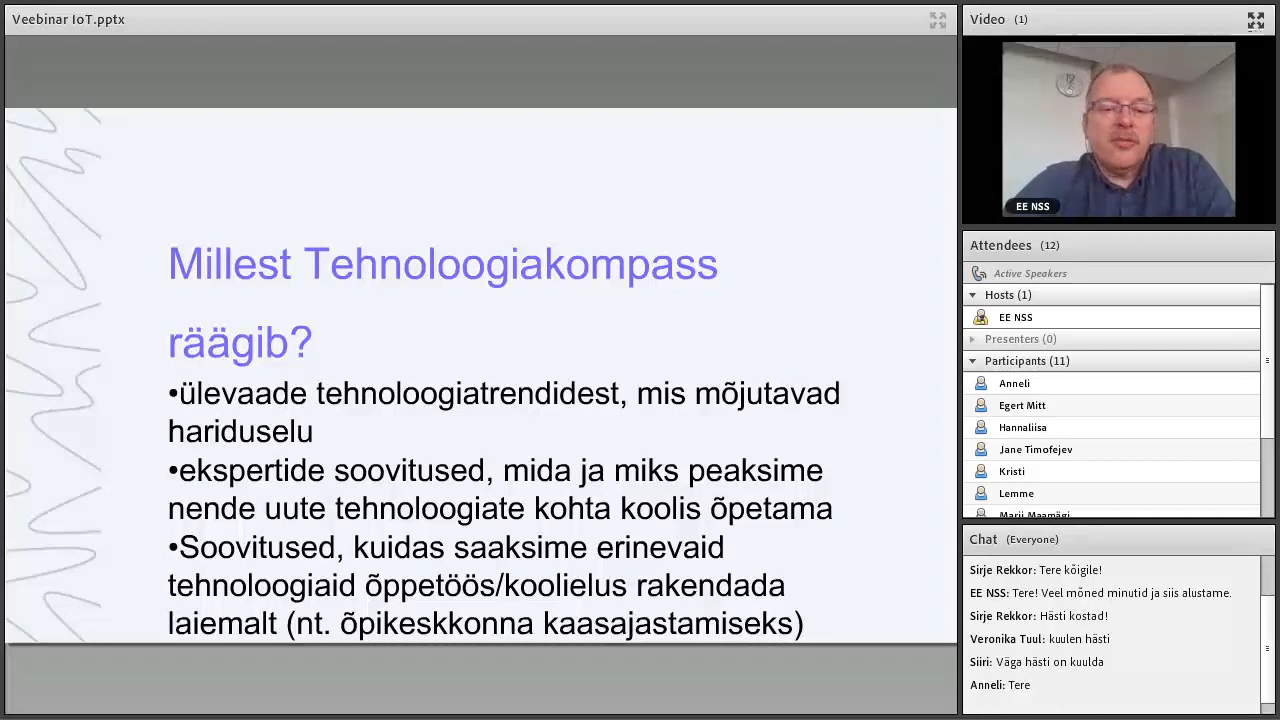 Veebinar IoT.pptx
Millest Tehnoloogiakompass
räägib?
•ülevaade tehnoloogiatrendidest, mis mõjutavad
hariduselu
•ekspertide soovitused, mida ja miks peaksime
nende uute tehnoloogiate kohta koolis õpetama
•Soovitused, kuidas saaksime erinevaid
tehnoloogiaid õppetöös/koolielus rakendada
laiemalt (nt. õpikeskkonna kaasajastamiseks)
Video (1)
EE NSS
Attendees (12)
Active Speakers
Hosts (1)
EE NSS
Presenters (0)
Participants (11)
Anneli
Egert Mitt
Hannaliisa
Jane Timofejev
Kristi
Lemme
Marii Maamägi
Chat (Everyone)
Sirje Rekkor: Tere kõigile!
EE NSS: Tere! Veel mõned minutid ja siis alustame.
Sirje Rekkor: Hästi kostad!
Veronika Tuul: kuulen hästi
Siiri: Väga hästi on kuulda
Anneli: Tere